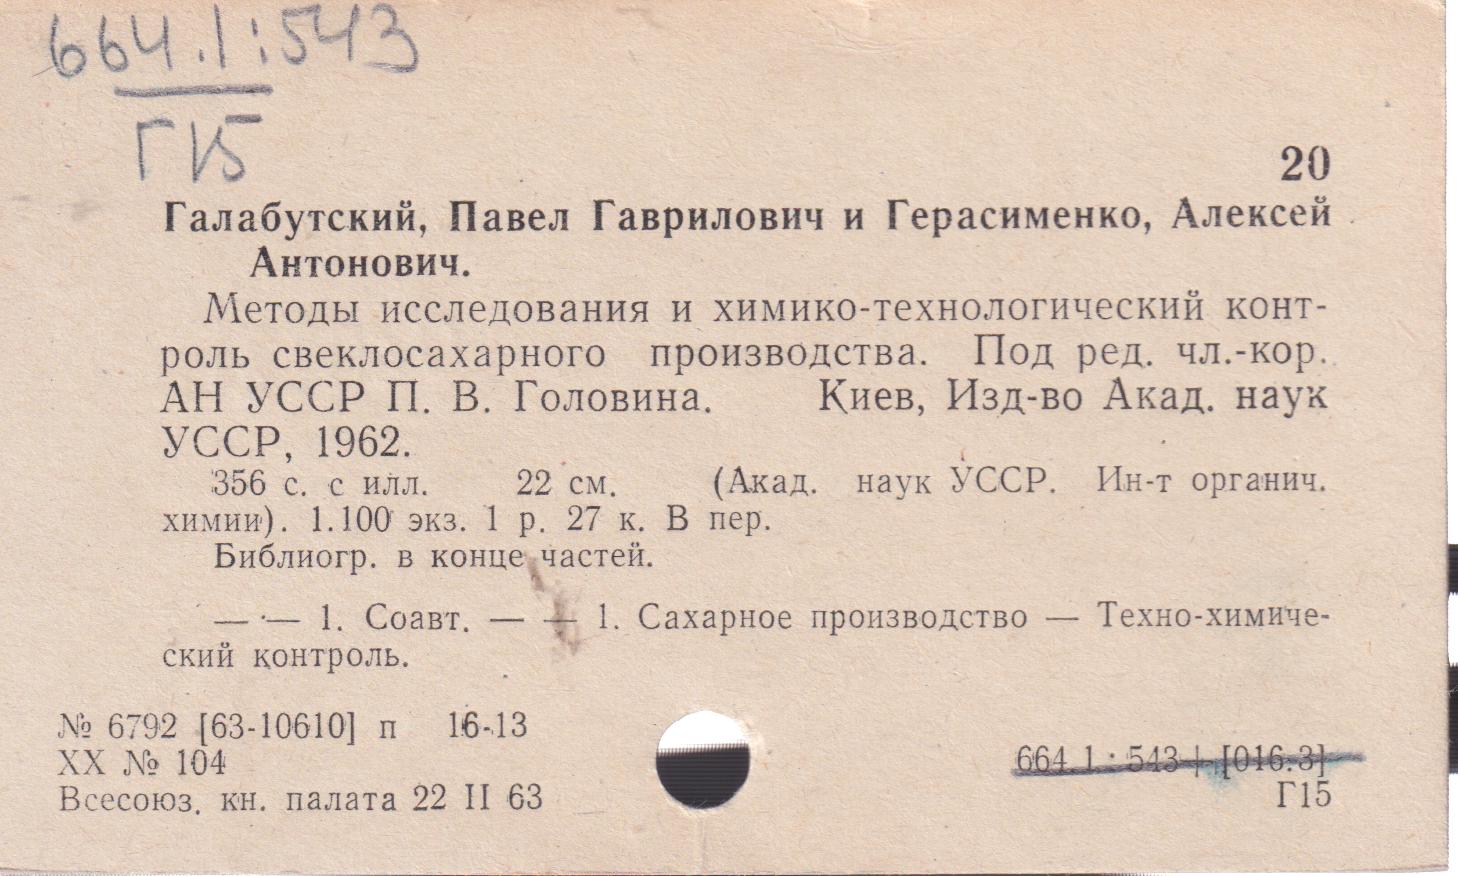 664.1:543
Г15
20
Галабутский, Павел Гаврилович и Герасименко, Алексей
Антонович.
Методы исследования и химико-технологический конт-
роль свеклосахарного производства. Под ред. чл.-кор.
АН УССР П. В. Головина. Киев, Изд-во Акад. наук
УССР, 1962.
356 с. с илл. 22 см. (Акад. наук УССР. Ин-т органич.
химии). 1.100 экз. 1 р. 27 к. В пер.
Библиогр. в конце частей.
— — 1. Соавт. — — 1. Сахарное производство — Техно-химиче-
ский контроль.
№ 6792 [63-10610] п 16-13
XX № 104
Всесоюз. кн. палата 22 II 63
664.1 : 543 + [016.3]
Г15